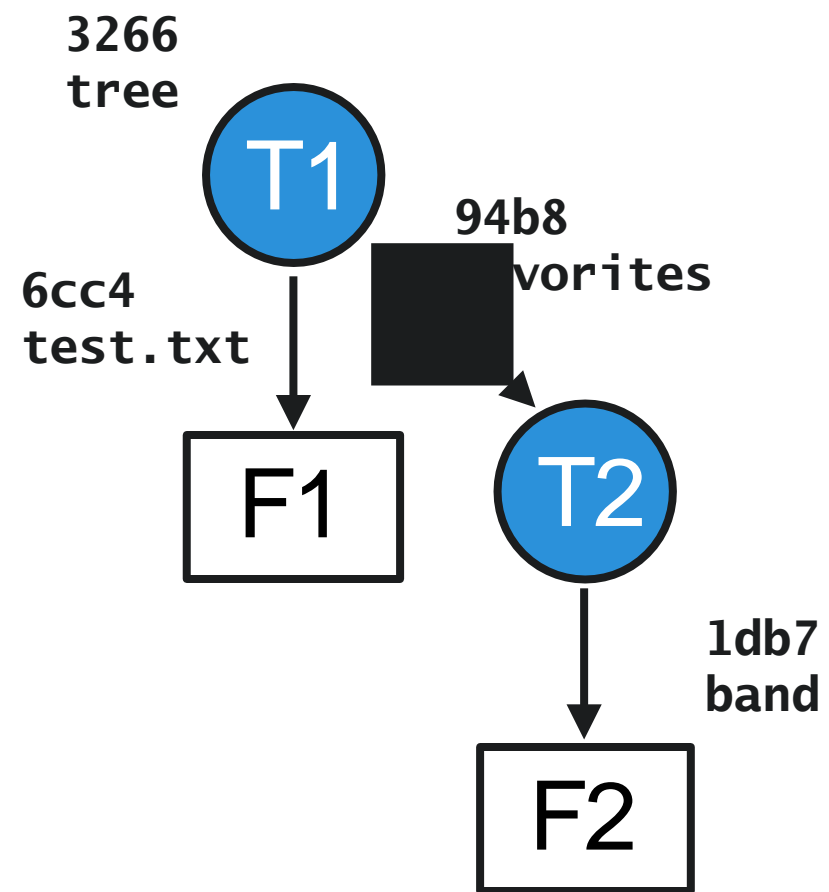 3266
tree
T1
94b8
vorites
6cc4
test.txt
F1
T2
1db7
band
F2